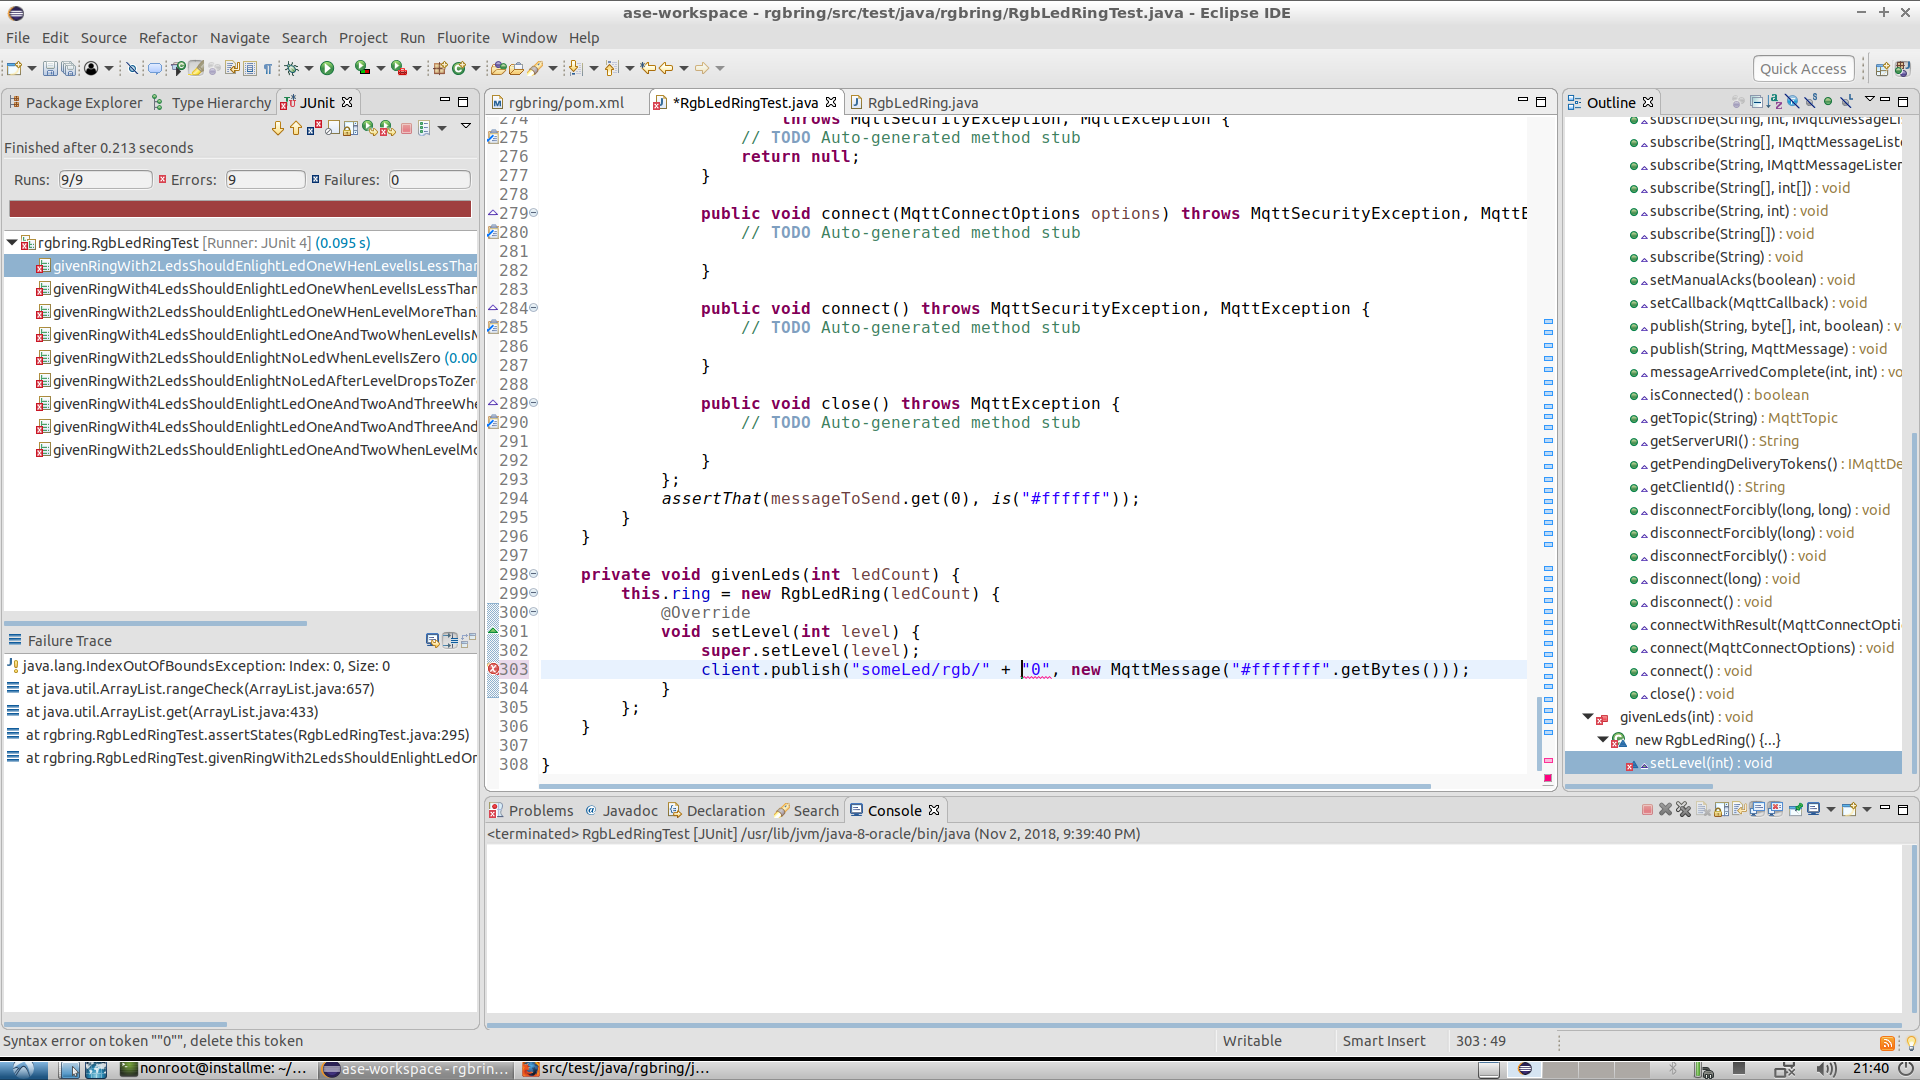 ase-workspace - rgbring/src/test/java/rgbring/RgbLedRingTest.java - Eclipse IDE
File Edit Source Refactor Navigate Search Project Run Fluorite Window Help
Quick Access
Package Explorer Type Hierarchy JUnit
Finished after 0.213 seconds
Runs: 9/9 Errors: 9 Failures: 0
rgbring.RgbLedRingTest [Runner: JUnit 4] (0.095 s)
givenRingWith2LedsShouldEnlightLedOneWHenLevelIsLessThan
givenRingWith4LedsShouldEnlightLedOneWhenLevelIsLessThan
givenRingWith2LedsShouldEnlightLedOneWHenLevelMoreThan
givenRingWith4LedsShouldEnlightLedOneAndTwoWhenLevelIsM
givenRingWith2LedsShouldEnlightNoLedWhenLevelIsZero (0.00
givenRingWith2LedsShouldEnlightNoLedAfterLevelDropsToZer
givenRingWith4LedsShouldEnlightLedOneAndTwoAndThreeWhe
givenRingWith4LedsShouldEnlightLedOneAndTwoAndThreeAnd
givenRingWith2LedsShouldEnlightLedOneAndTwoWhenLevelMo
Failure Trace
java.lang.IndexOutOfBoundsException: Index: 0, Size: 0
at java.util.ArrayList.rangeCheck(ArrayList.java:657)
at java.util.ArrayList.get(ArrayList.java:433)
at rgbring.RgbLedRingTest.assertStates(RgbLedRingTest.java:295)
at rgbring.RgbLedRingTest.givenRingWith2LedsShouldEnlightLedOr
rgbring/pom.xml *RgbLedRingTest.java RgbLedRing.java
274 throws MqttSecurityException, MqttException {
275 // TODO Auto-generated method stub
276 return null;
277 }
278
279 public void connect(MqttConnectOptions options) throws MqttSecurityException, MqttE
280 // TODO Auto-generated method stub
281
282 }
283
284 public void connect() throws MqttSecurityException, MqttException {
285 // TODO Auto-generated method stub
286
287 }
288
289 public void close() throws MqttException {
290 // TODO Auto-generated method stub
291
292 }
293 };
294 assertThat(messageToSend.get(0), is("#ffffff"));
295 }
296 }
297
298 private void givenLeds(int ledCount) {
299 this.ring = new RgbLedRing(ledCount) {
300 @Override
301 void setLevel(int level) {
302 super.setLevel(level);
303 client.publish("someLed/rgb/" + "0", new MqttMessage("#fffffff".getBytes()));
304 }
305 };
306 }
307
308 }
Outline
subscribe(String, int, IMqttMessageLi
subscribe(String[], IMqttMessageListe
subscribe(String, IMqttMessageListener
subscribe(String[], int[]) : void
subscribe(String, int) : void
subscribe(String[]) : void
subscribe(String) : void
setManualAcks(boolean) : void
setCallback(MqttCallback) : void
publish(String, byte[], int, boolean) : v
publish(String, MqttMessage) : void
messageArrivedComplete(int, int) : vo
isConnected() : boolean
getTopic(String) : MqttTopic
getServerURI() : String
getPendingDeliveryTokens() : IMqttDe
getClientId() : String
disconnectForcibly(long, long) : void
disconnectForcibly(long) : void
disconnectForcibly() : void
disconnect(long) : void
disconnect() : void
connectWithResult(MqttConnectOpti
connect(MqttConnectOptions) : void
connect() : void
close() : void
givenLeds(int) : void
new RgbLedRing() {...}
setLevel(int) : void
Problems Javadoc Declaration Search Console
<terminated> RgbLedRingTest [JUnit] /usr/lib/jvm/java-8-oracle/bin/java (Nov 2, 2018, 9:39:40 PM)
Syntax error on token ""0"", delete this token
Writable Smart Insert 303 : 49
nonroot@installme: ~/... ase-workspace - rgbrin... src/test/java/rgbring/j... 21:40